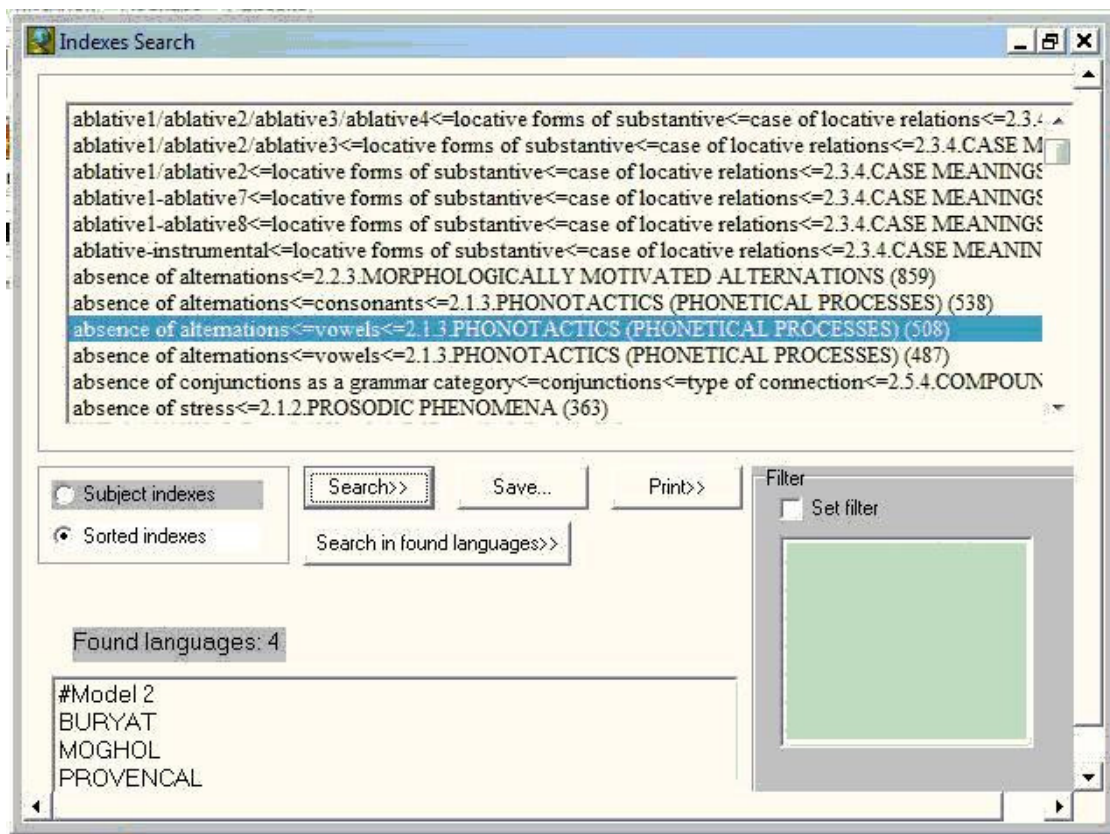 Indexes Search
ablative1/ablative2/ablative3/ablative4<=locative forms of substantive<=case of locative relations<=2.3.4
ablative1/ablative2/ablative3<=locative forms of substantive<=case of locative relations<=2.3.4.CASE M
ablative1/ablative2<=locative forms of substantive<=case of locative relations<=2.3.4.CASE MEANINGS
ablative1-ablative7<=locative forms of substantive<=case of locative relations<=2.3.4.CASE MEANINGS
ablative1-ablative8<=locative forms of substantive<=case of locative relations<=2.3.4.CASE MEANINGS
ablative-instrumental<=locative forms of substantive<=case of locative relations<=2.3.4.CASE MEANIN
absence of alternations<=2.2.3.MORPHOLOGICALLY MOTIVATED ALTERNATIONS (859)
absence of alternations<=consonants<=2.1.3.PHONOTACTICS (PHONETICAL PROCESSES) (538)
absence of alternations<=vowels<=2.1.3.PHONOTACTICS (PHONETICAL PROCESSES) (508)
absence of alternations<=vowels<=2.1.3.PHONOTACTICS (PHONETICAL PROCESSES) (487)
absence of conjunctions as a grammar category<=conjunctions<=type of connection<=2.5.4.COMPOUN
absence of stress<=2.1.2.PROSODIC PHENOMENA (363)
Subject indexes
Sorted indexes
Search>>
Save...
Print>>
Search in found languages>>
Filter
Set filter
Found languages: 4
#Model 2
BURYAT
MOGHOL
PROVENCAL